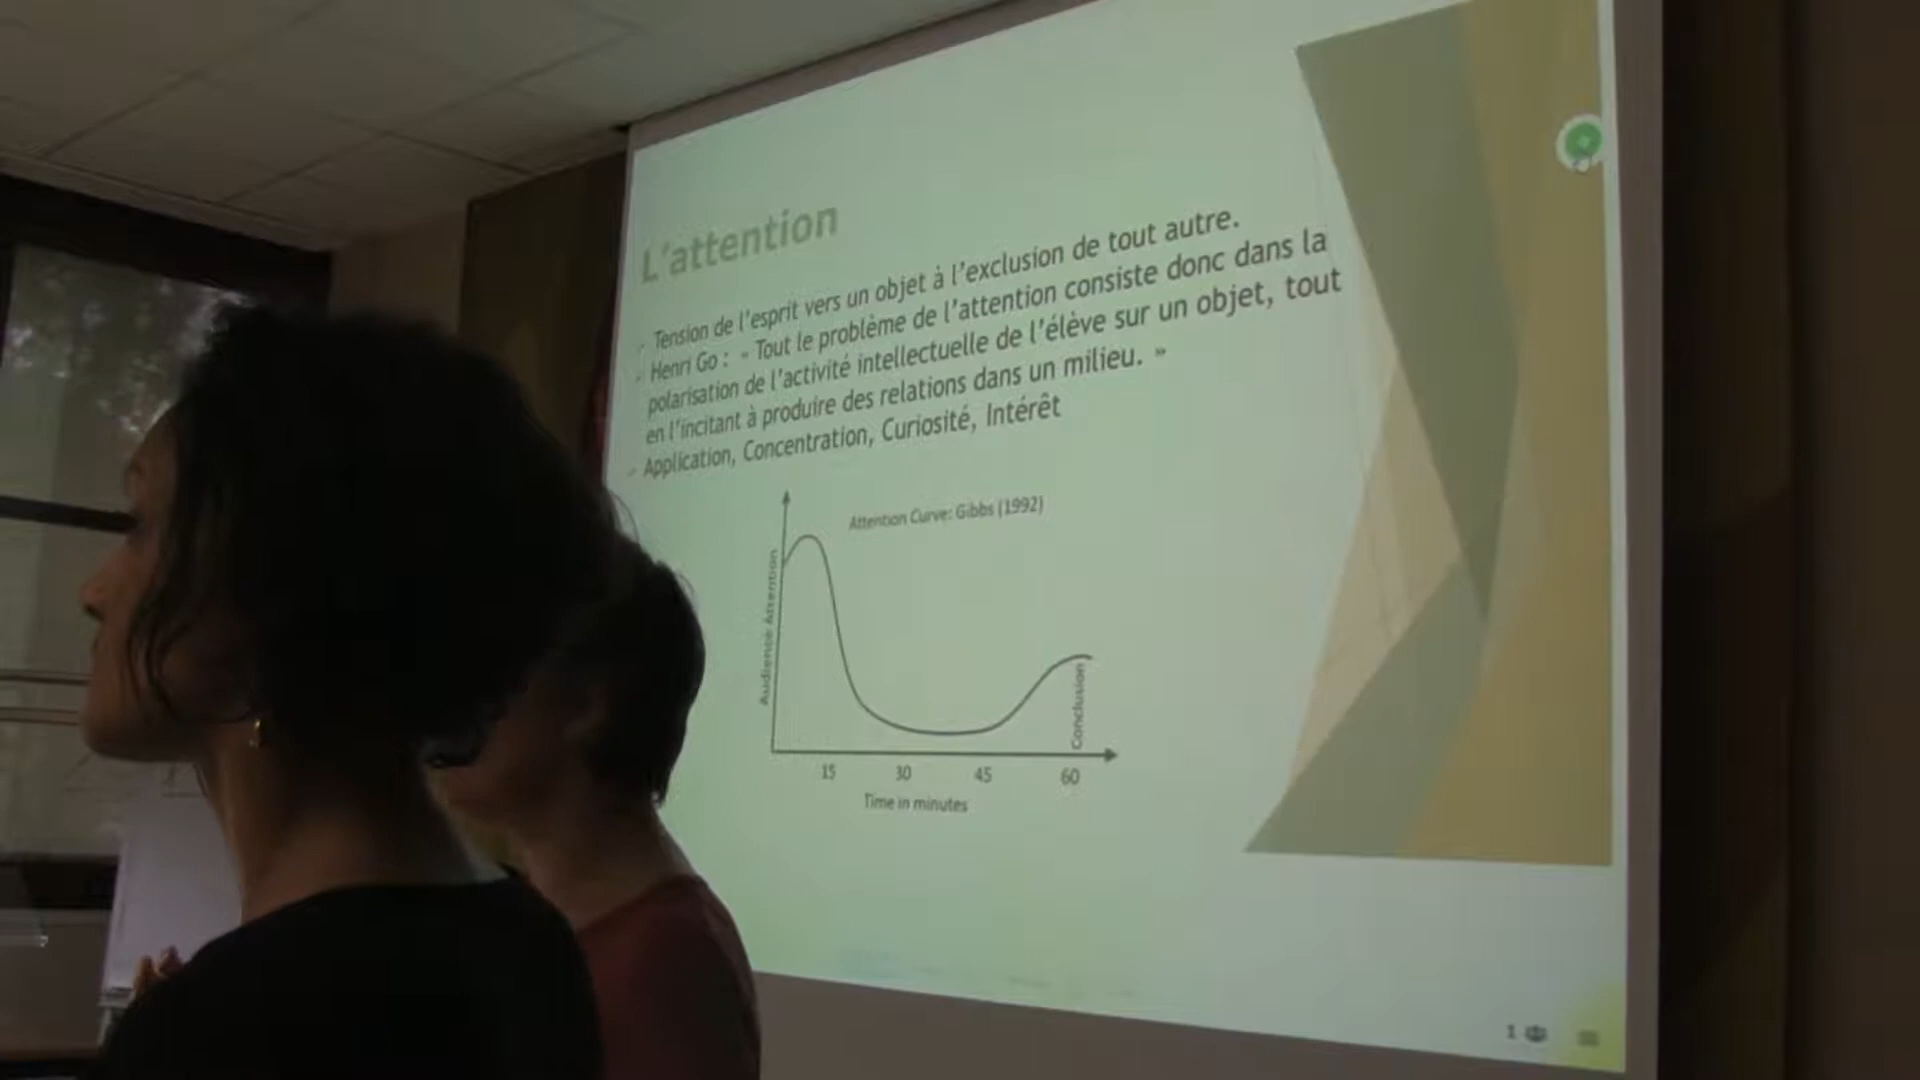 L'attention
Tension de l'esprit vers un objet à l'exclusion de tout autre.
Henri Go : « Tout le problème de l'attention consiste donc dans la
polarisation de l'activité intellectuelle de l'élève sur un objet, tout
en l'incitant à produire des relations dans un milieu. »
Application, Concentration, Curiosité, Intérêt
Attention Curve: Gibbs (1992)
Audience Attention
Conclusion
15 30 45 60
Time in minutes
1